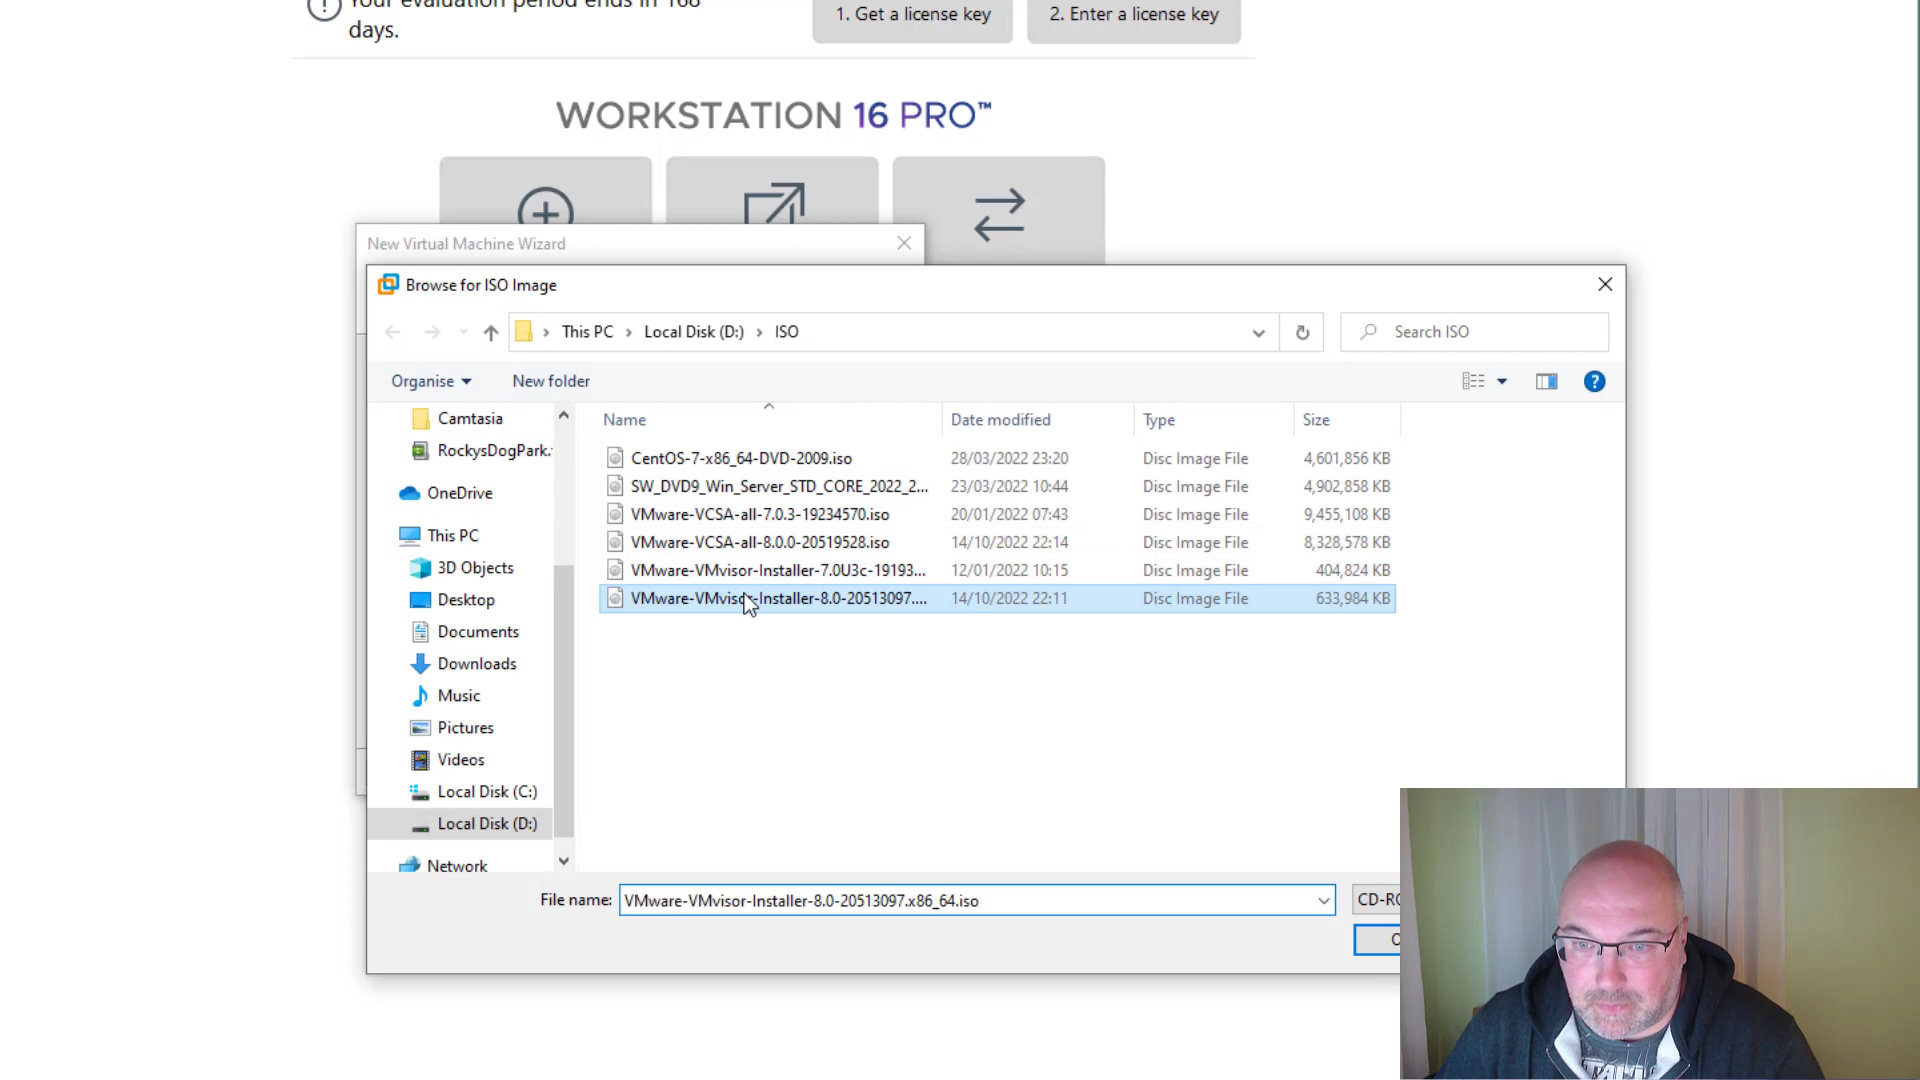 Your evaluation period ends in 168
days.
1. Get a license key
2. Enter a license key
WORKSTATION 16 PRO™
New Virtual Machine Wizard
Browse for ISO Image
This PC > Local Disk (D:) > ISO
Search ISO
Organise
New folder
Name
Date modified
Type
Size
CentOS-7-x86_64-DVD-2009.iso 28/03/2022 23:20 Disc Image File 4,601,856 KB
SW_DVD9_Win_Server_STD_CORE_2022_2... 23/03/2022 10:44 Disc Image File 4,902,858 KB
VMware-VCSA-all-7.0.3-19234570.iso 20/01/2022 07:43 Disc Image File 9,455,108 KB
VMware-VCSA-all-8.0.0-20519528.iso 14/10/2022 22:14 Disc Image File 8,328,578 KB
VMware-VMvisor-Installer-7.0U3c-19193... 12/01/2022 10:15 Disc Image File 404,824 KB
VMware-VMvisor-Installer-8.0-20513097.... 14/10/2022 22:11 Disc Image File 633,984 KB
Camtasia
RockysDogPark.
OneDrive
This PC
3D Objects
Desktop
Documents
Downloads
Music
Pictures
Videos
Local Disk (C:)
Local Disk (D:)
Network
File name: VMware-VMvisor-Installer-8.0-20513097.x86_64.iso